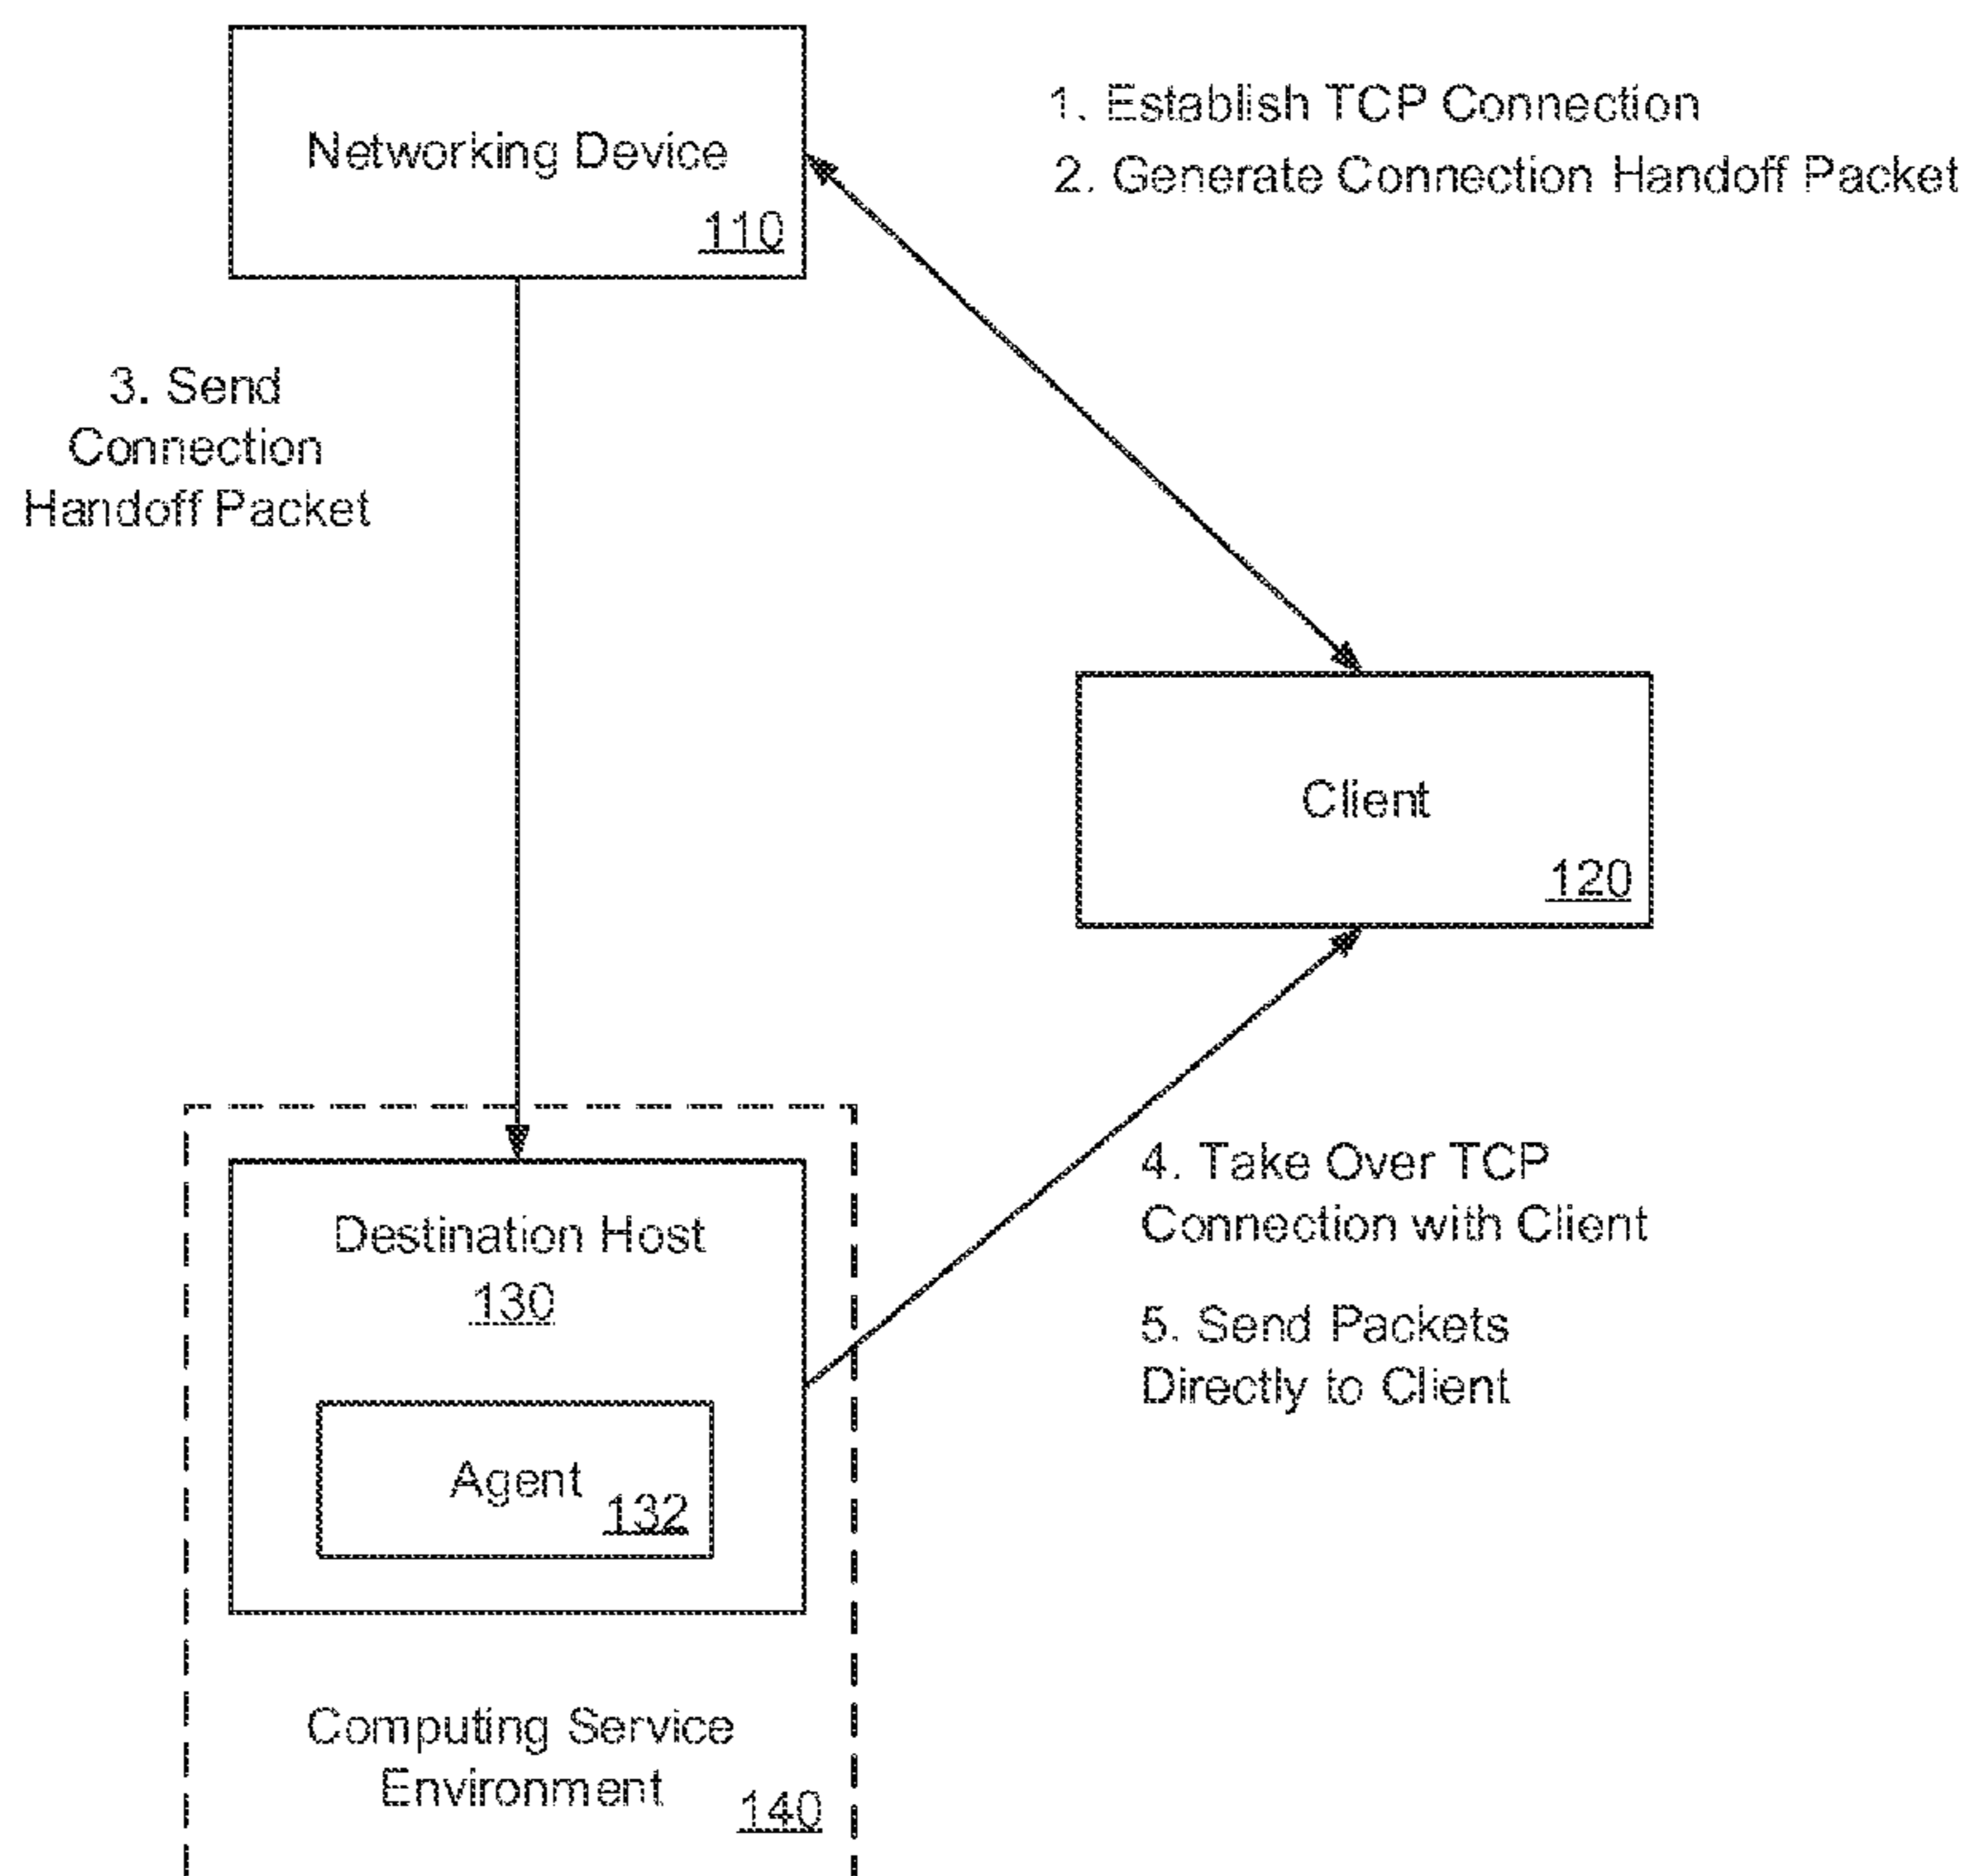 Networking Device
110
1. Establish TCP Connection
2. Generate Connection Handoff Packet
3. Send
Connection
Handoff Packet
Client
120
Destination Host
130
Agent
132
4. Take Over TCP
Connection with Client
5. Send Packets
Directly to Client
Computing Service
Environment
140